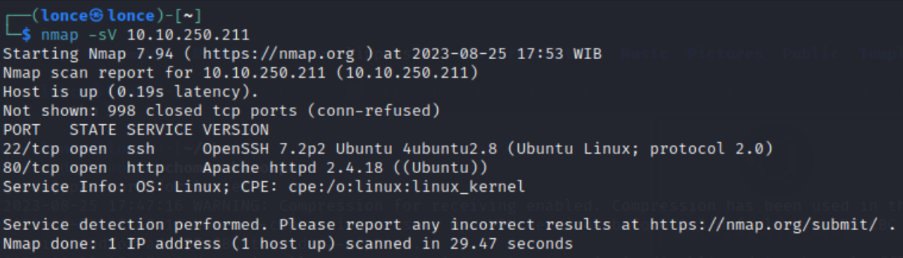 ┌──(lonce㉿lonce)-[~]
└─$ nmap -sV 10.10.250.211
Starting Nmap 7.94 ( https://nmap.org ) at 2023-08-25 17:53 WIB
Nmap scan report for 10.10.250.211 (10.10.250.211)
Host is up (0.19s latency).
Not shown: 998 closed tcp ports (conn-refused)
PORT   STATE SERVICE VERSION
22/tcp open  ssh     OpenSSH 7.2p2 Ubuntu 4ubuntu2.8 (Ubuntu Linux; protocol 2.0)
80/tcp open  http    Apache httpd 2.4.18 ((Ubuntu))
Service Info: OS: Linux; CPE: cpe:/o:linux:linux_kernel
Service detection performed. Please report any incorrect results at https://nmap.org/submit/ .
Nmap done: 1 IP address (1 host up) scanned in 29.47 seconds